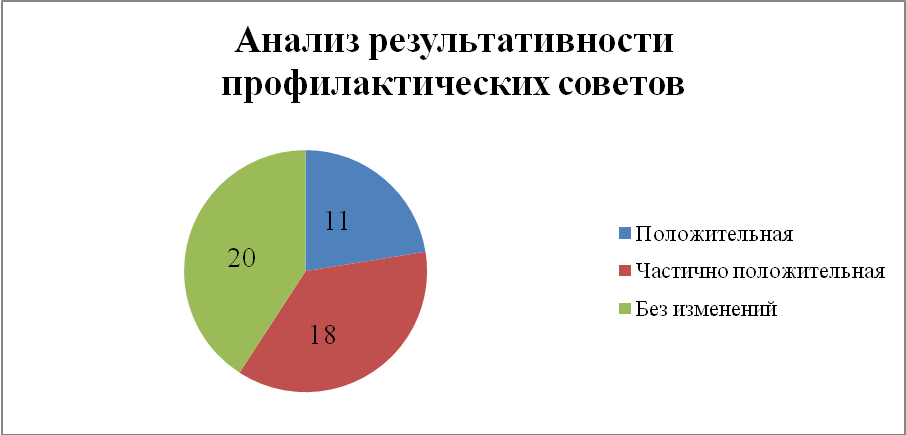 Анализ результативности
профилактических советов
11
20
18
Положительная
Частично положительная
Без изменений